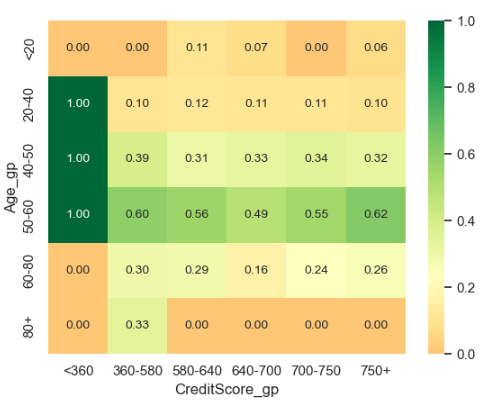 1.0
<20 0.00 0.00 0.11 0.07 0.00 0.06
20-40 1.00 0.10 0.12 0.11 0.11 0.10
0.8
40-50 1.00 0.39 0.31 0.33 0.34 0.32
0.6
Age_gp
50-60 1.00 0.60 0.56 0.49 0.55 0.62
0.4
60-80 0.00 0.30 0.29 0.16 0.24 0.26
0.2
80+ 0.00 0.33 0.00 0.00 0.00 0.00
0.0
<360 360-580 580-640 640-700 700-750 750+
CreditScore_gp